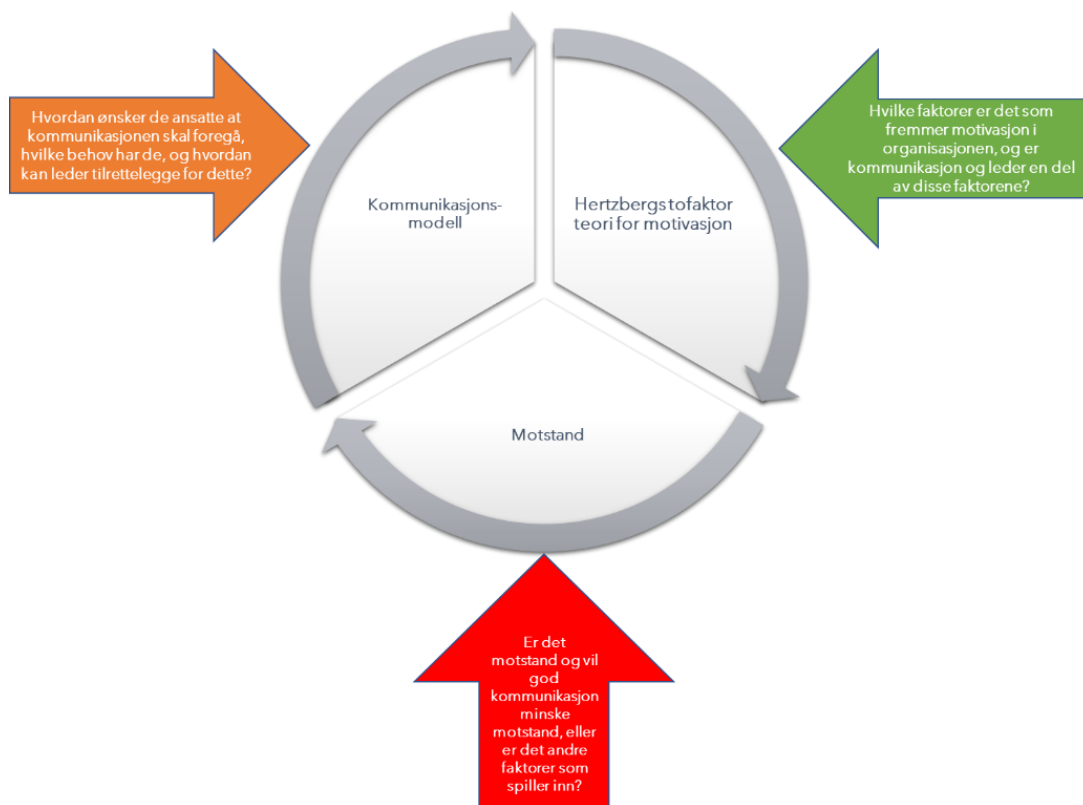 Hvordan ønsker de ansatte at
kommunikasjonen skal foregå,
hvilke behov har de, og hvordan
kan leder tilrettelegge for dette?
Hvilke faktorer er det som
fremmer motivasjon i
organisasjonen, og er
kommunikasjon og leder en del
av disse faktorene?
Kommunikasjons-
modell
Hertzbergs tofaktor
teori for motivasjon
Motstand
Er det
motstand og vil
god
kommunikasjon
minske
motstand, eller
er det andre
faktorer som
spiller inn?